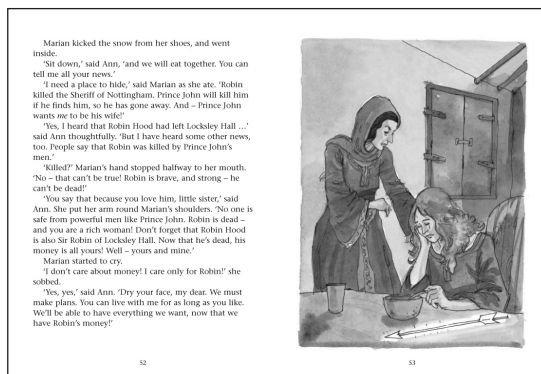 Marian kicked the snow from her shoes, and went
inside.
‘Sit down,’ said Ann, ‘and we will eat together. You can
tell me all your news.’
‘I need a place to hide,’ said Marian as she ate. ‘Robin
killed the Sheriff of Nottingham. Prince John will kill him
if he finds him, so he has gone away. And – Prince John
wants me to be his wife!’
‘Yes, I heard that Robin Hood had left Locksley Hall …’
said Ann thoughtfully. ‘But I have heard some other news,
too. People say that Robin was killed by Prince John’s
men.’
‘Killed?’ Marian’s hand stopped halfway to her mouth.
‘No – that can’t be true! Robin is brave, and strong – he
can’t be dead!’
‘You say that because you love him, little sister,’ said
Ann. She put her arm round Marian’s shoulders. ‘No one is
safe from powerful men like Prince John. Robin is dead –
and you are a rich woman! Don’t forget that Robin Hood
is also Sir Robin of Locksley Hall. Now that he’s dead, his
money is all yours! Well – yours and mine.’
Marian started to cry.
‘I don’t care about money! I care only for Robin!’ she
sobbed.
‘Yes, yes,’ said Ann. ‘Dry your face, my dear. We must
make plans. You can live with me for as long as you like.
We’ll be able to have everything we want, now that we
have Robin’s money!’
52
53